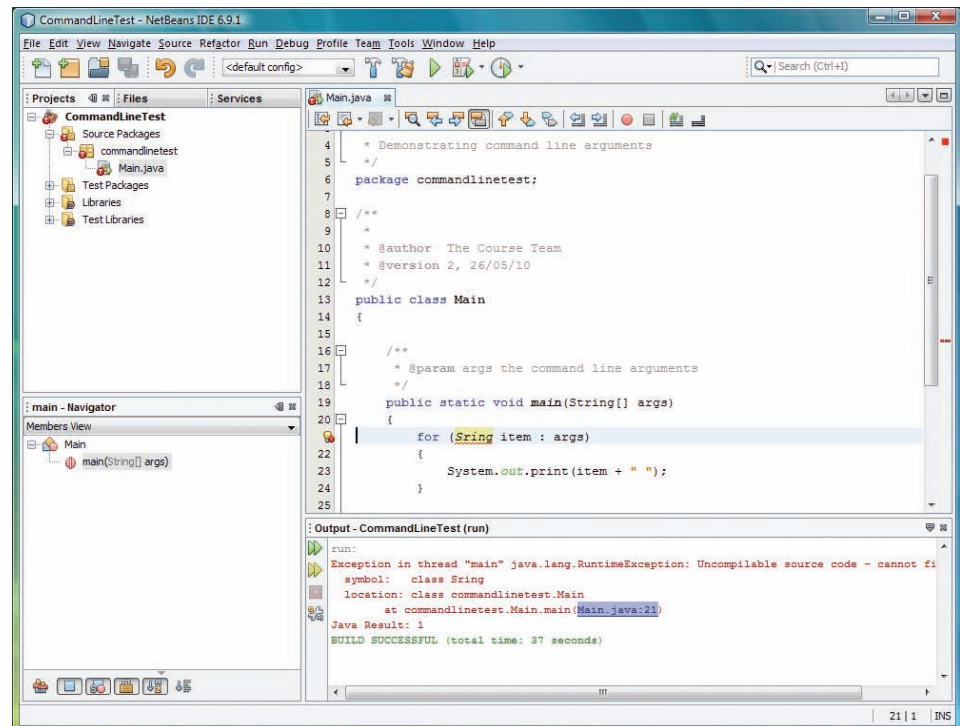 CommandLineTest - NetBeans IDE 6.9.1
File Edit View Navigate Source Refactor Run Debug Profile Team Tools Window Help
<default config>
Search (Ctrl+I)
Projects Files Services
CommandLineTest
Source Packages
commandlinetest
Main.java
Test Packages
Libraries
Test Libraries
main - Navigator
Members View
Main
main(String[] args)
Main.java
4 * Demonstrating command line arguments
5 */
6 package commandlinetest;
7
8 /**
9 *
10 * @author The Course Team
11 * @version 2, 26/05/10
12 */
13 public class Main
14 {
15
16 /**
17 * @param args the command line arguments
18 */
19 public static void main(String[] args)
20 {
for (Sring item : args)
22 {
23 System.out.print(item + " ");
24 }
25
Output - CommandLineTest (run)
run:
Exception in thread "main" java.lang.RuntimeException: Uncompilable source code - cannot fi
symbol: class Sring
location: class commandlinetest.Main
at commandlinetest.Main.main(Main.java:21)
Java Result: 1
BUILD SUCCESSFUL (total time: 37 seconds)
21 | 1 INS